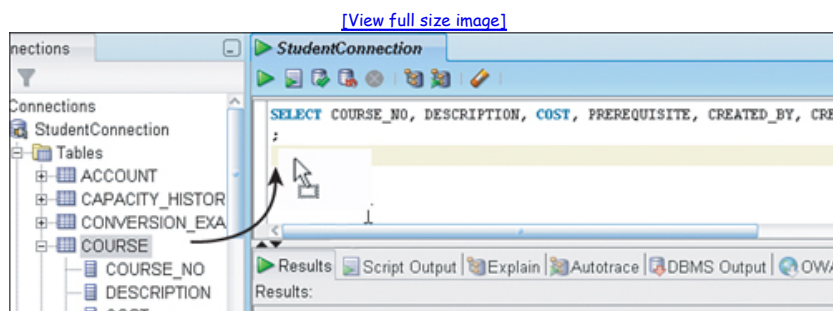 [View full size image]
nections
StudentConnection
Connections
StudentConnection
Tables
ACCOUNT
CAPACITY_HISTOR
CONVERSION_EXA
COURSE
COURSE_NO
DESCRIPTION
SELECT COURSE_NO, DESCRIPTION, COST, PREREQUISITE, CREATED_BY, CRE
;
Results Script Output Explain Autotrace DBMS Output OWA
Results: